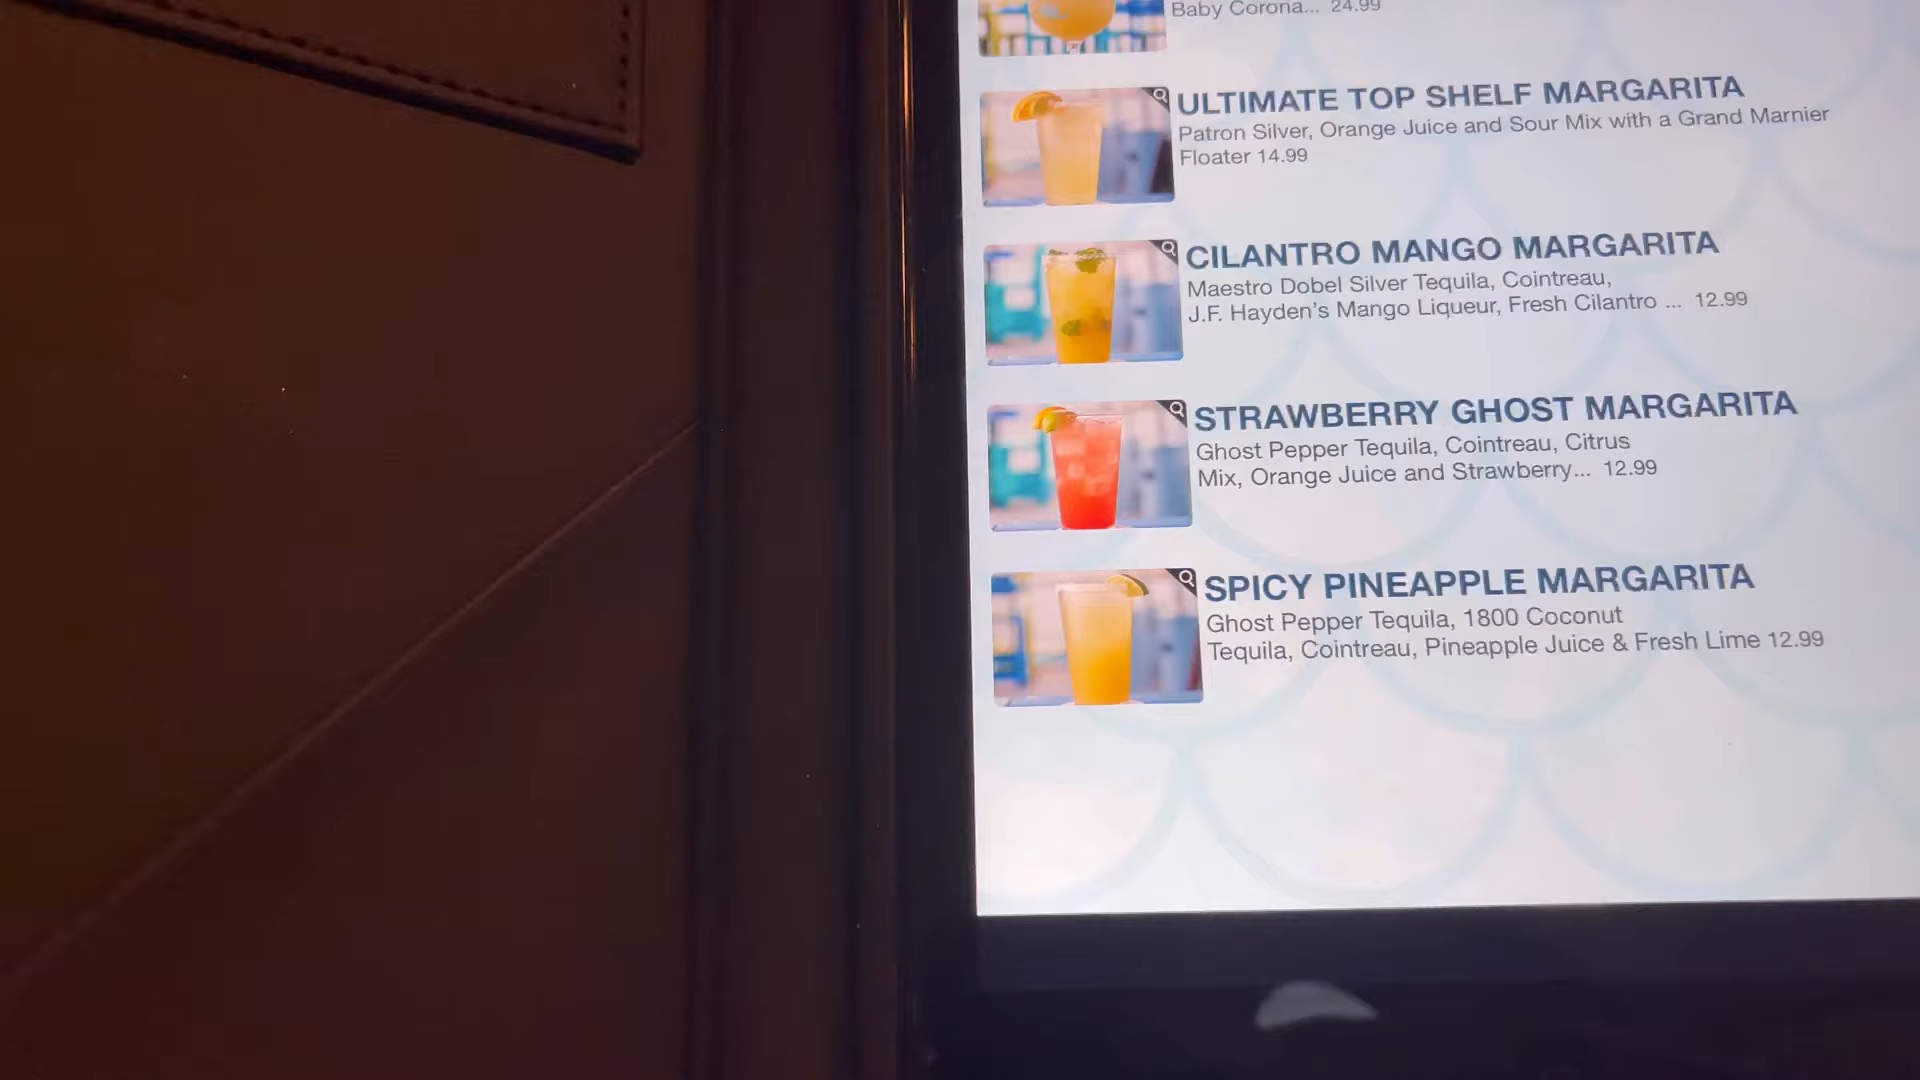 Baby Corona... 24.99
ULTIMATE TOP SHELF MARGARITA
Patron Silver, Orange Juice and Sour Mix with a Grand Marnier
Floater 14.99
CILANTRO MANGO MARGARITA
Maestro Dobel Silver Tequila, Cointreau,
J.F. Hayden's Mango Liqueur, Fresh Cilantro ... 12.99
STRAWBERRY GHOST MARGARITA
Ghost Pepper Tequila, Cointreau, Citrus
Mix, Orange Juice and Strawberry... 12.99
SPICY PINEAPPLE MARGARITA
Ghost Pepper Tequila, 1800 Coconut
Tequila, Cointreau, Pineapple Juice & Fresh Lime 12.99